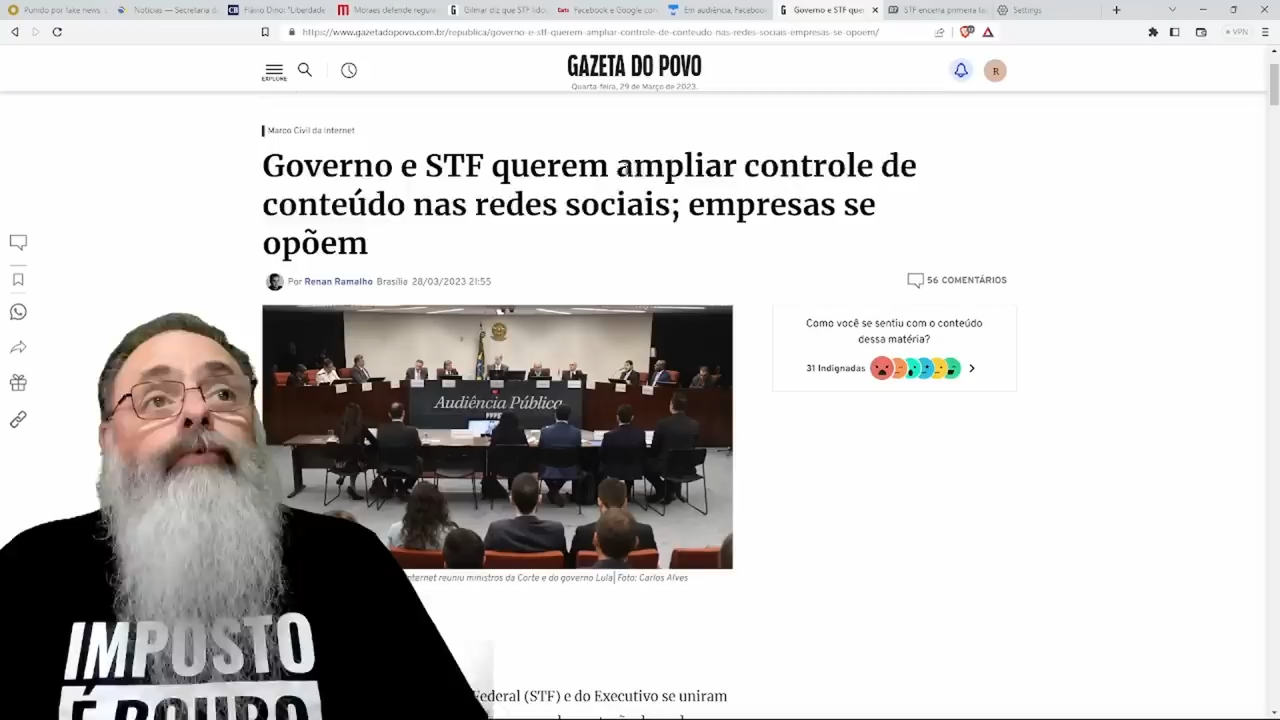 Punido por fake news
Notícias — Secretaria da
Flávio Dino: "Liberdade
Moraes defende regula
Gilmar diz que STF
Facebook e Google con
Em audiência, Facebook
Governo e STF quer
STF encerra primeira fa
Settings
https://www.gazetadopovo.com.br/republica/governo-e-stf-querem-ampliar-controle-de-conteudo-nas-redes-sociais-empresas-se-opoem/
VPN
EXPLORE
GAZETA DO POVO
R
Quarta-feira, 29 de Março de 2023.
Marco Civil da Internet
Governo e STF querem ampliar controle de
conteúdo nas redes sociais; empresas se
opõem
Por Renan Ramalho Brasília 28/03/2023 21:55
56 COMENTÁRIOS
Como você se sentiu com o conteúdo
dessa matéria?
31 Indignadas
Audiência Pública
nternet reuniu ministros da Corte e do governo Lula| Foto: Carlos Alves
IMPOSTO
É ROUBO
Federal (STF) e do Executivo se uniram